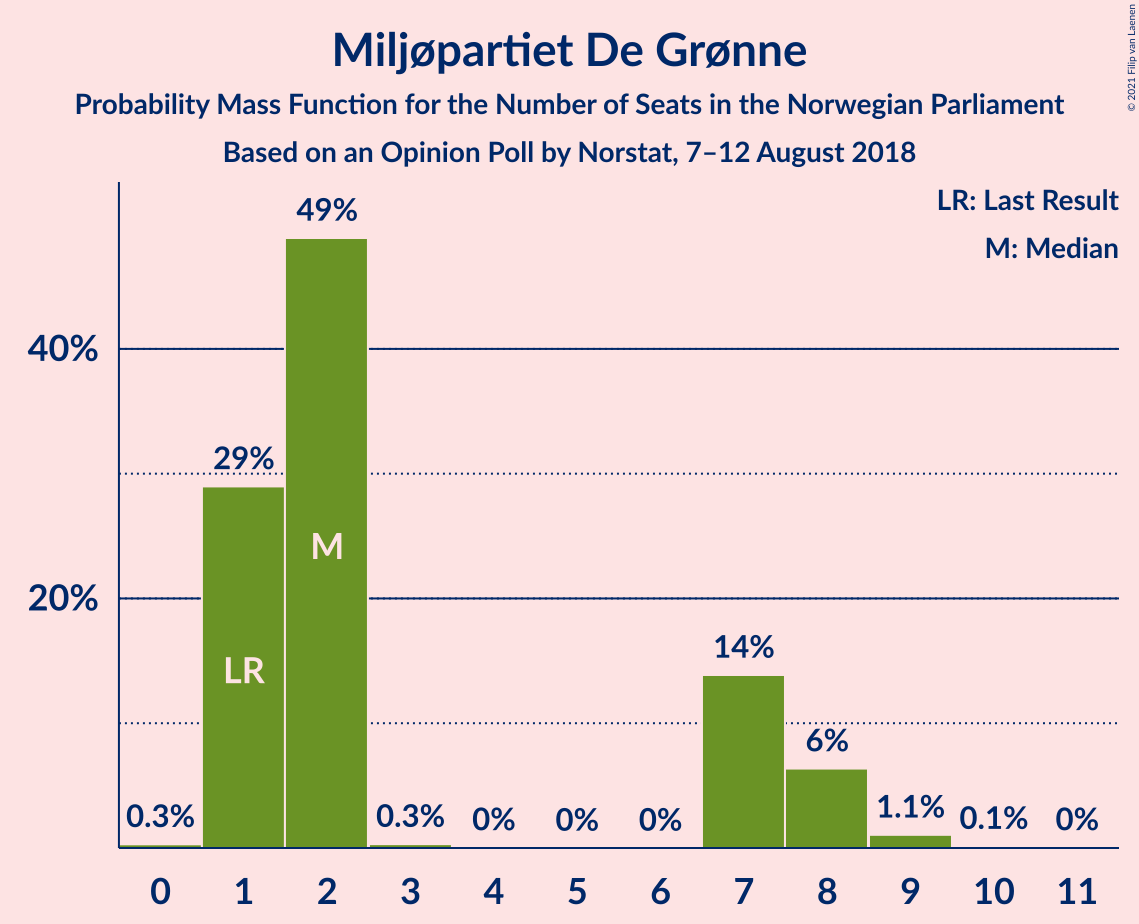 Miljøpartiet De Grønne
Probability Mass Function for the Number of Seats in the Norwegian Parliament
Based on an Opinion Poll by Norstat, 7–12 August 2018
© 2021 Filip van Laenen
LR: Last Result
M: Median
49%
40%
29%
M
20%
LR
14%
6%
0.3%
0.3%
0%
0%
0%
1.1%
0.1%
0%
0 1 2 3 4 5 6 7 8 9 10 11